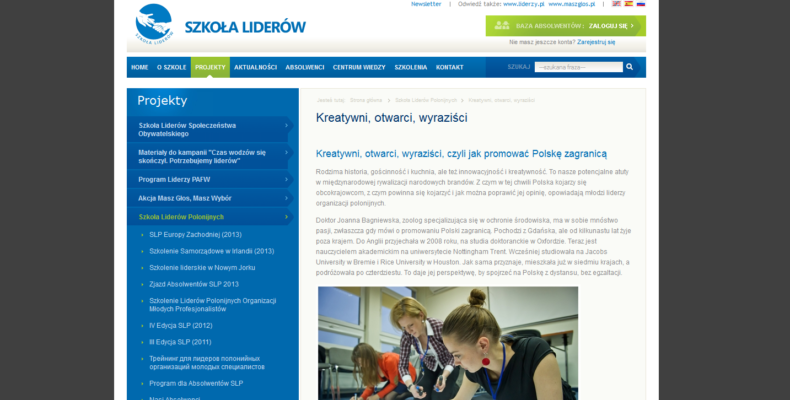 Newsletter | Odwiedź także: www.liderzy.pl www.maszglos.pl |
SZKOŁA LIDERÓW
SZKOŁA LIDERÓW
BAZA ABSOLWENTÓW: ZALOGUJ SIĘ >
Nie masz jeszcze konta? Zarejestruj się
HOME O SZKOLE PROJEKTY AKTUALNOŚCI ABSOLWENCI CENTRUM WIEDZY SZKOLENIA KONTAKT SZUKAJ ---szukana fraza---
Projekty
Szkoła Liderów Społeczeństwa
Obywatelskiego
Materiały do kampanii "Czas wodzów się
skończył. Potrzebujemy liderów"
Program Liderzy PAFW
Akcja Masz Głos, Masz Wybór
Szkoła Liderów Polonijnych
SLP Europy Zachodniej (2013)
Szkolenie Samorządowe w Irlandii (2013)
Szkolenie liderskie w Nowym Jorku
Zjazd Absolwentów SLP 2013
Szkolenie Liderów Polonijnych Organizacji
Młodych Profesjonalistów
IV Edycja SLP (2012)
III Edycja SLP (2011)
Трейнинг для лидеров полонийных
организаций молодых специалистов
Program dla Absolwentów SLP
Nasi Absolwenci
Jesteś tutaj: Strona główna > Szkoła Liderów Polonijnych > Kreatywni, otwarci, wyraziści
Kreatywni, otwarci, wyraziści
Kreatywni, otwarci, wyraziści, czyli jak promować Polskę zagranicą
Rodzima historia, gościnność i kuchnia, ale też innowacyjność i kreatywność. To nasze potencjalne atuty
w międzynarodowej rywalizacji narodowych brandów. Z czym w tej chwili Polska kojarzy się
obcokrajowcom, z czym powinna się kojarzyć i jak można poprawić jej opinię, opowiadają młodzi liderzy
organizacji polonijnych.
Doktor Joanna Bagniewska, zoolog specjalizująca się w ochronie środowiska, ma w sobie mnóstwo
pasji, zwłaszcza gdy mówi o promowaniu Polski zagranicą. Pochodzi z Gdańska, ale od kilkunastu lat żyje
poza krajem. Do Anglii przyjechała w 2008 roku, na studia doktoranckie w Oxfordzie. Teraz jest
nauczycielem akademickim na uniwersytecie Nottingham Trent. Wcześniej studiowała na Jacobs
University w Bremie i Rice University w Houston. Jak sama przyznaje, mieszkała już w siedmiu krajach, a
podróżowała po czterdziestu. To daje jej perspektywę, by spojrzeć na Polskę z dystansu, bez egzaltacji.